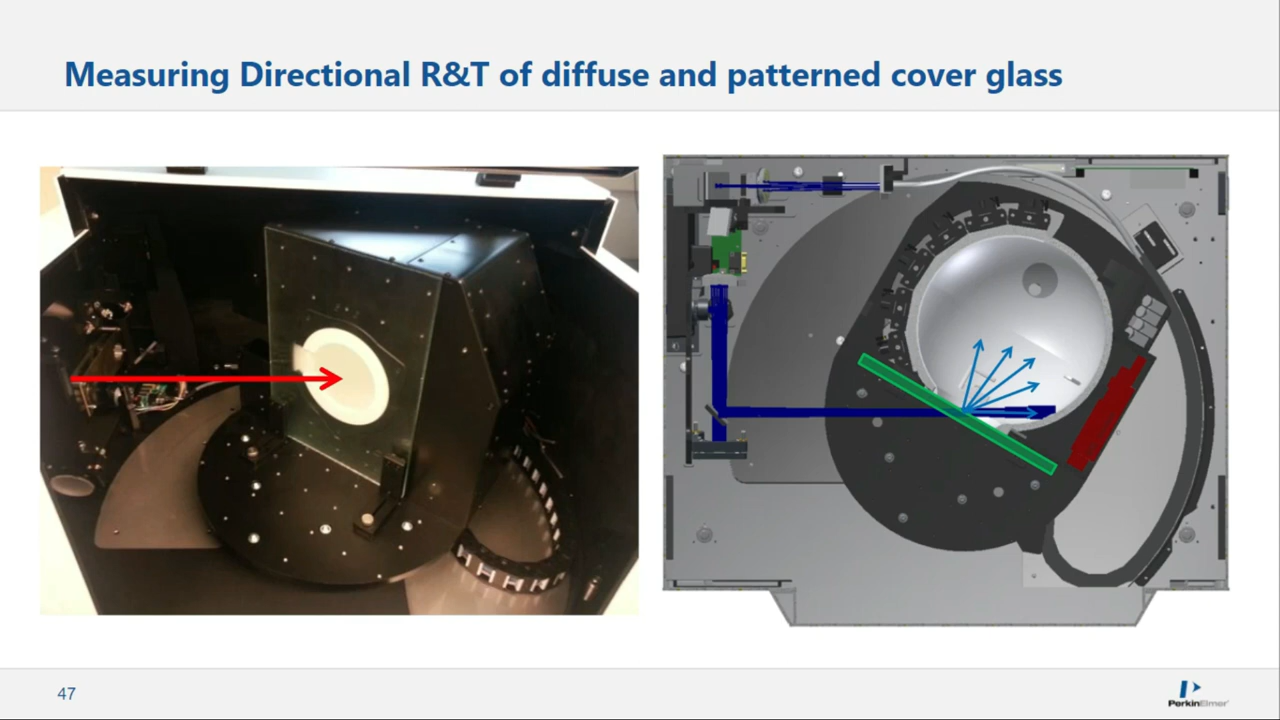 Measuring Directional R&T of diffuse and patterned cover glass
47
PerkinElmer